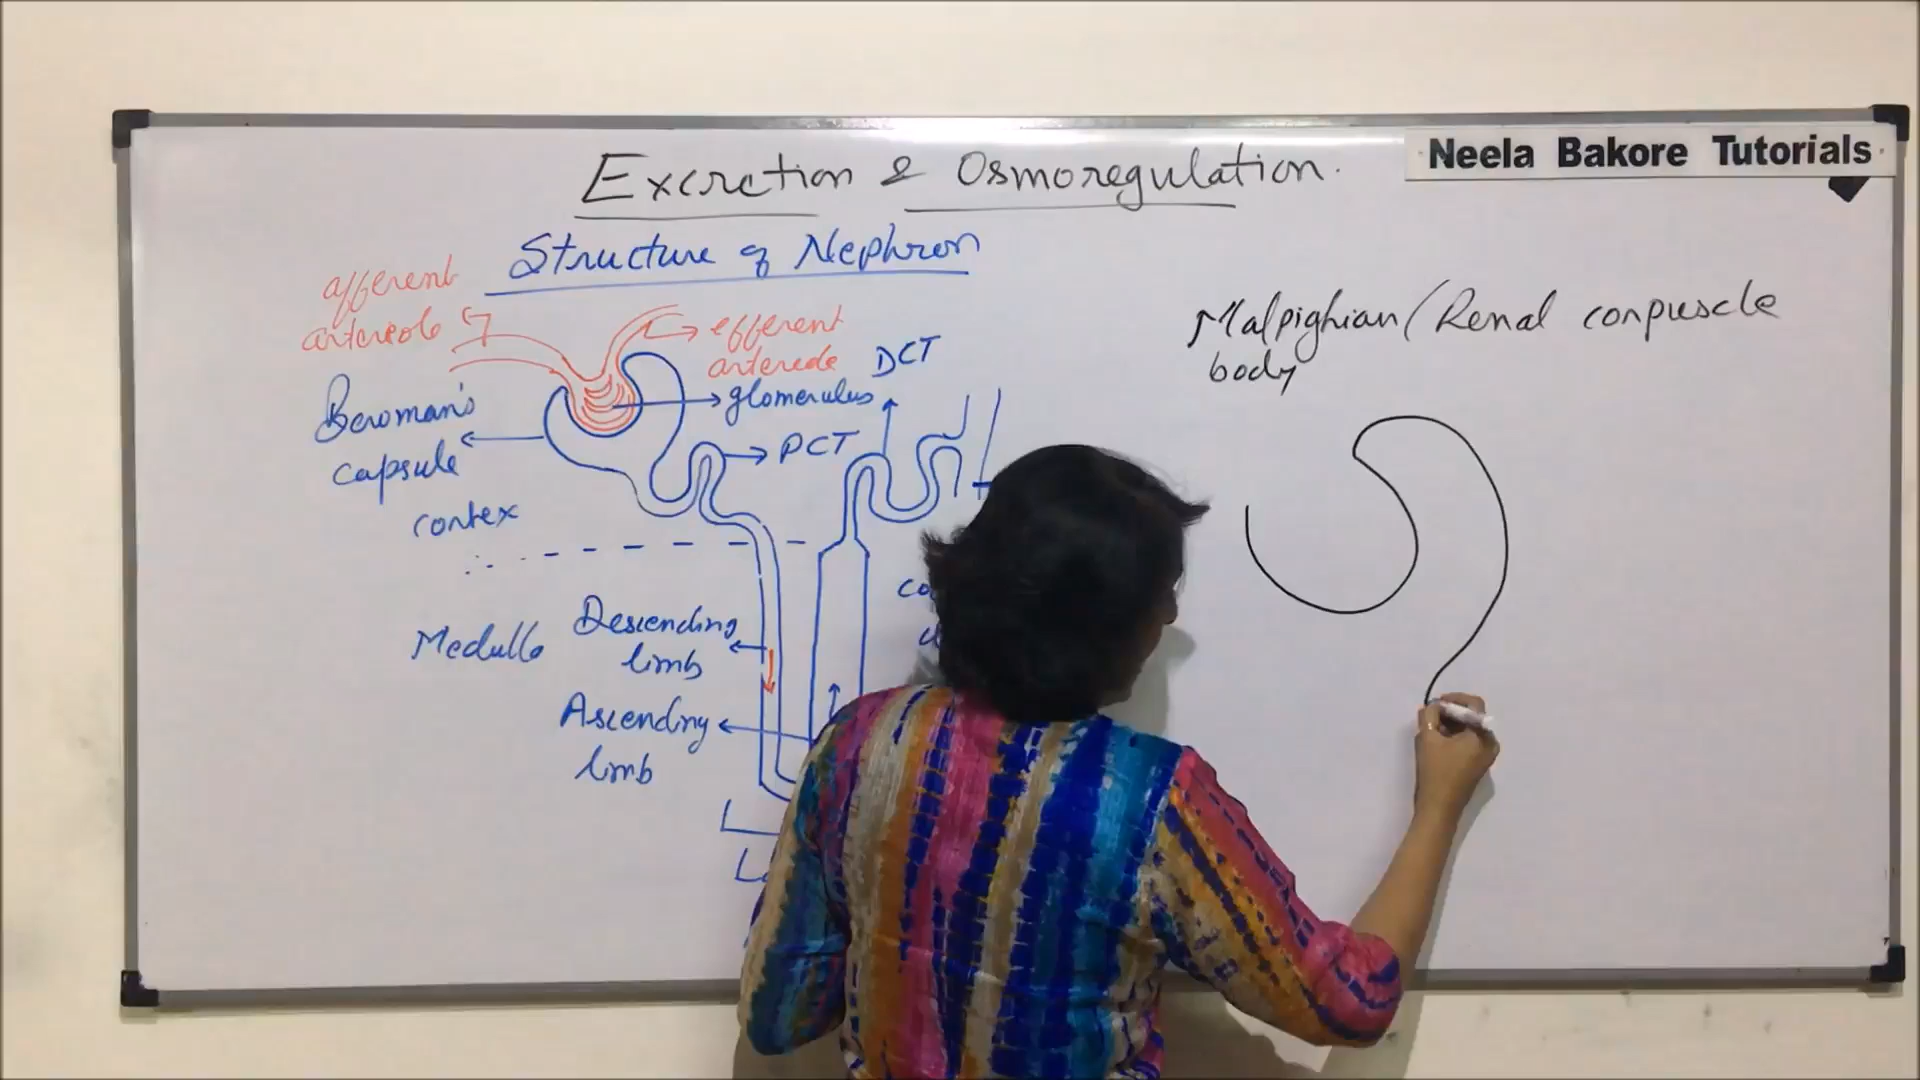 Neela Bakore Tutorials
Excretion & Osmoregulation.
Structure of Nephron
afferent
arteriole
efferent
arteriole
DCT
glomerulus
Bowman's
capsule
PCT
cortex
Medulla
Descending
limb
Ascending
limb
Malpighian/Renal corpuscle
body